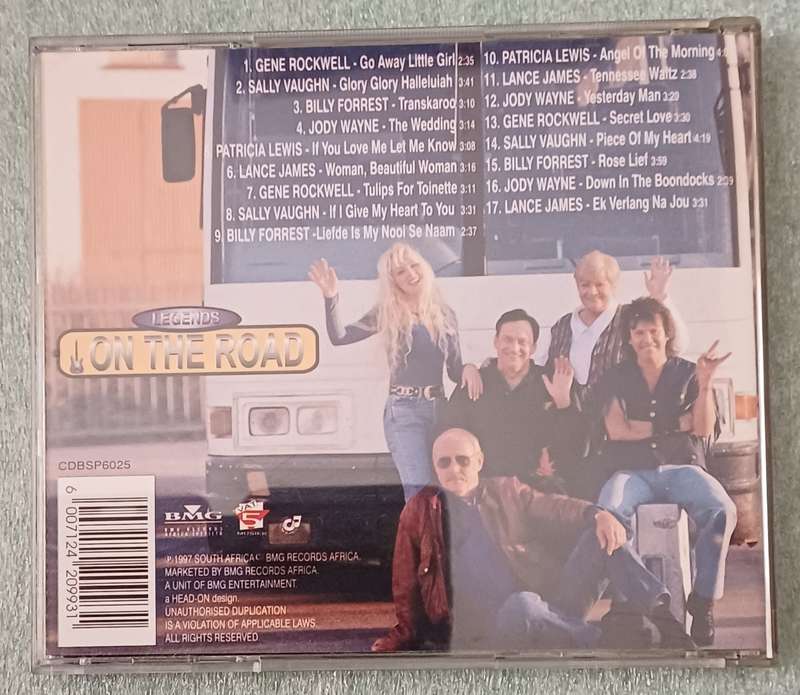 1. GENE ROCKWELL - Go Away Little Girl 2:35
2. SALLY VAUGHN - Glory Glory Halleluiah 3:41
3. BILLY FORREST - Transkaroo 3:10
4. JODY WAYNE - The Wedding 3:14
PATRICIA LEWIS - If You Love Me Let Me Know 3:08
6. LANCE JAMES - Woman, Beautiful Woman 3:16
7. GENE ROCKWELL - Tulips For Toinette 3:11
8. SALLY VAUGHN - If I Give My Heart To You 3:31
9. BILLY FORREST -Liefde Is My Nooi Se Naam 2:37
10. PATRICIA LEWIS - Angel Of The Morning
11. LANCE JAMES - Tennessee Waltz 2:38
12. JODY WAYNE - Yesterday Man 3:20
13. GENE ROCKWELL - Secret Love 3:30
14. SALLY VAUGHN - Piece Of My Heart 4:19
15. BILLY FORREST - Rose Lief 3:59
16. JODY WAYNE - Down In The Boondocks
17. LANCE JAMES - Ek Verlang Na Jou 3:31
LEGENDS
ON THE ROAD
CDBSP6025
6 007124 209931
BMG
BMG RECORDS
AFRICA
5
MUSIEK
℗ 1997 SOUTH AFRICA © BMG RECORDS AFRICA.
MARKETED BY BMG RECORDS AFRICA.
A UNIT OF BMG ENTERTAINMENT.
a HEAD-ON design.
UNAUTHORISED DUPLICATION
IS A VIOLATION OF APPLICABLE LAWS.
ALL RIGHTS RESERVED